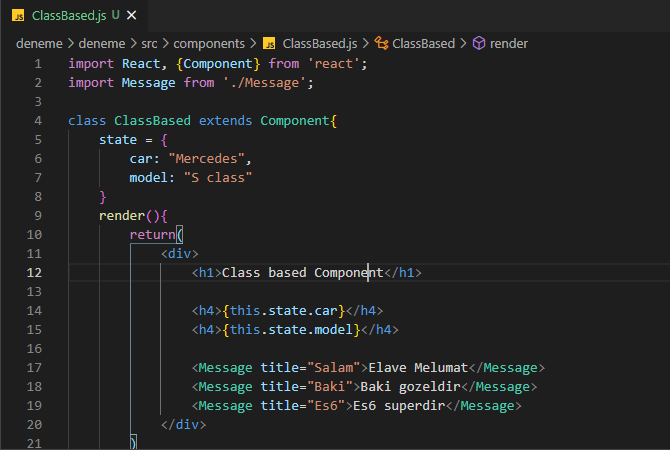 JS ClassBased.js U ×
deneme > deneme > src > components > JS ClassBased.js > ClassBased > render
1 import React, {Component} from 'react';
2 import Message from './Message';
3
4 class ClassBased extends Component{
5 state = {
6 car: "Mercedes",
7 model: "S class"
8 }
9 render(){
10 return(
11 <div>
12 <h1>Class based Component</h1>
13
14 <h4>{this.state.car}</h4>
15 <h4>{this.state.model}</h4>
16
17 <Message title="Salam">Elave Melumat</Message>
18 <Message title="Baki">Baki gozeldir</Message>
19 <Message title="Es6">Es6 superdir</Message>
20 </div>
21 )